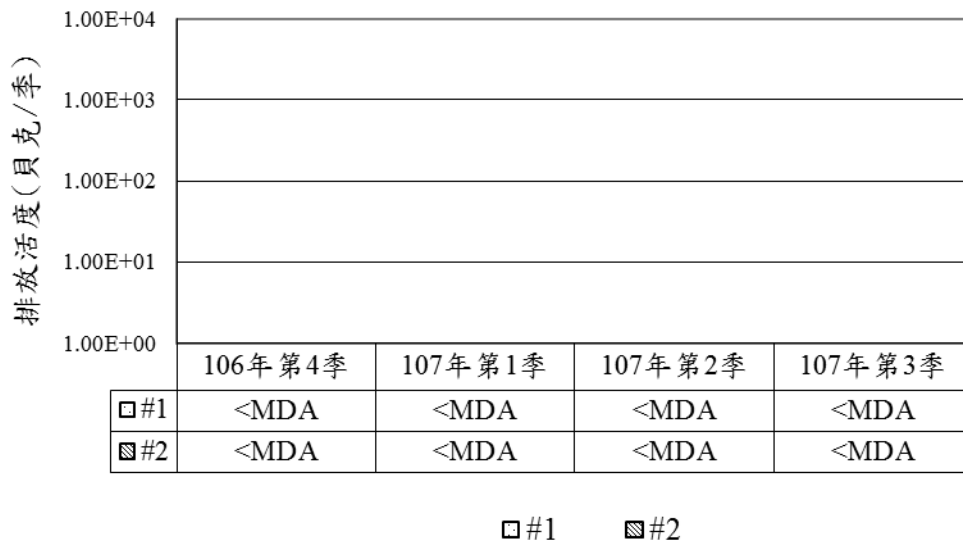 排放活度(貝克/季)
1.00E+04
1.00E+03
1.00E+02
1.00E+01
1.00E+00
106年第4季 107年第1季 107年第2季 107年第3季
#1 <MDA <MDA <MDA <MDA
#2 <MDA <MDA <MDA <MDA
#1 #2